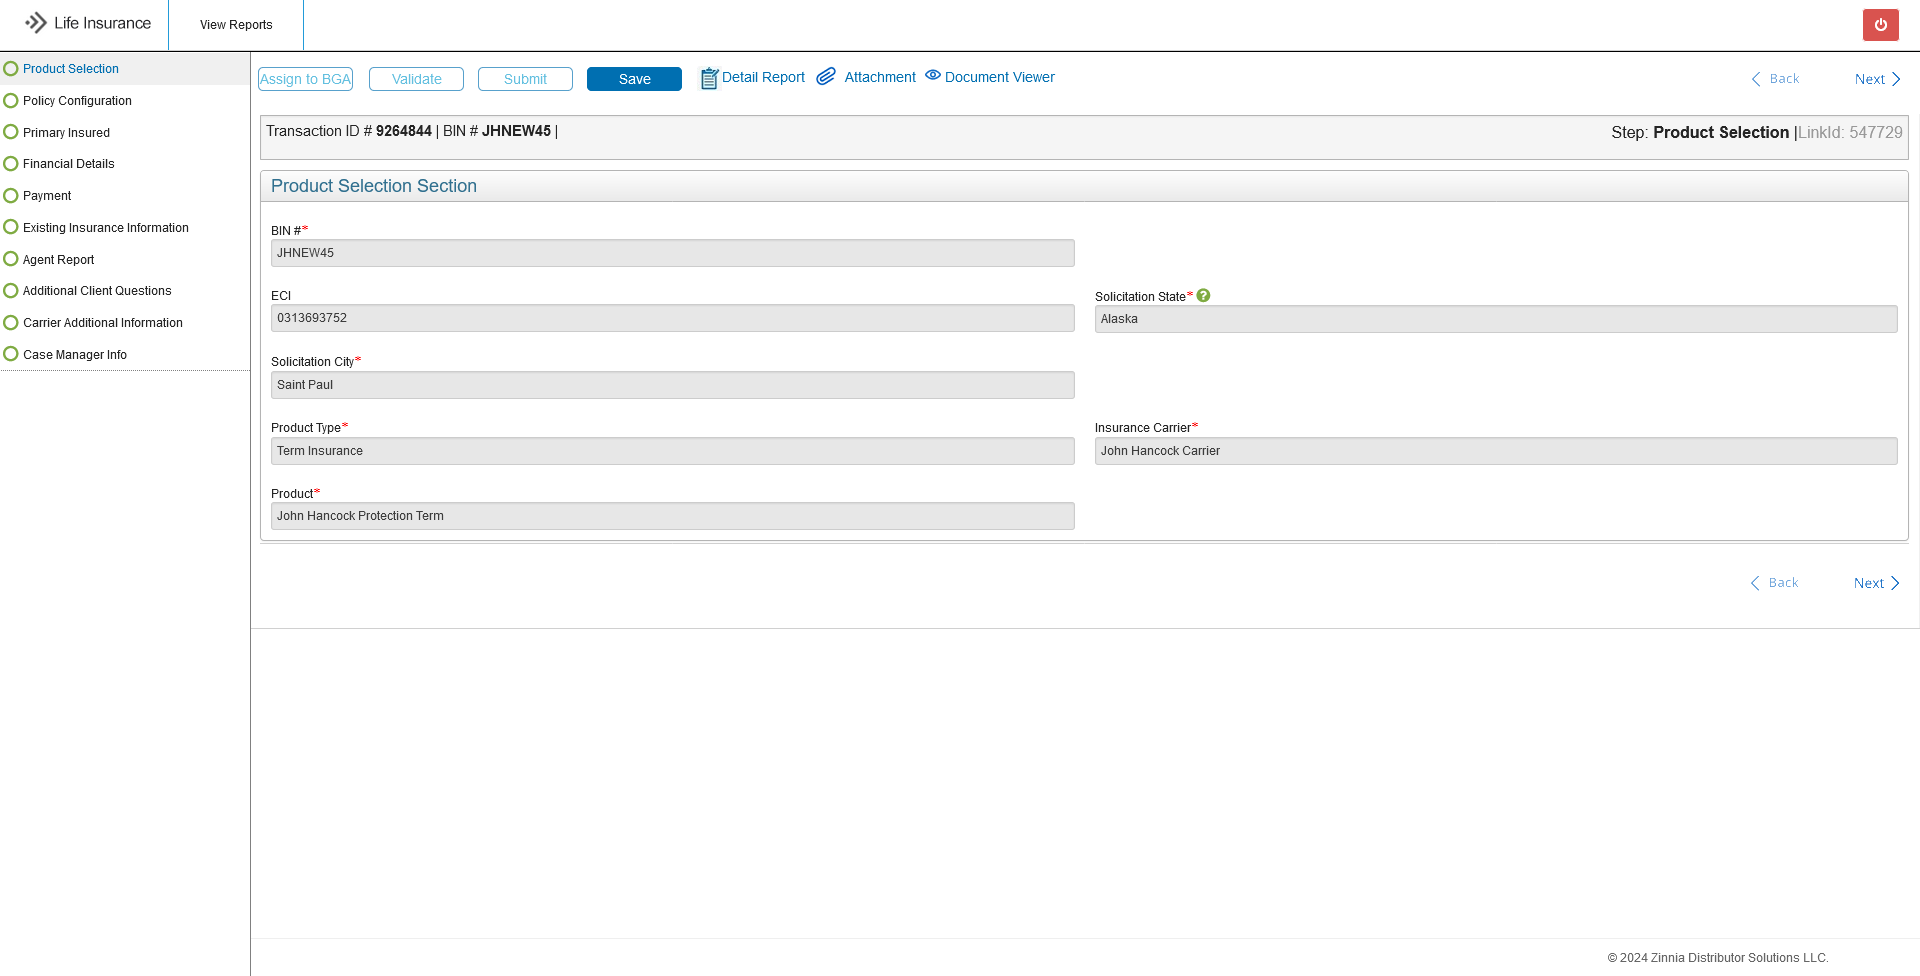 Life Insurance
View Reports
Product Selection
Policy Configuration
Primary Insured
Financial Details
Payment
Existing Insurance Information
Agent Report
Additional Client Questions
Carrier Additional Information
Case Manager Info
Assign to BGA
Validate
Submit
Save
Detail Report
Attachment
Document Viewer
Back
Next
Transaction ID # 9264844 | BIN # JHNEW45 |
Step: Product Selection |LinkId: 547729
Product Selection Section
BIN #*
JHNEW45
ECI
0313693752
Solicitation State* ?
Alaska
Solicitation City*
Saint Paul
Product Type*
Term Insurance
Insurance Carrier*
John Hancock Carrier
Product*
John Hancock Protection Term
Back
Next
© 2024 Zinnia Distributor Solutions LLC.